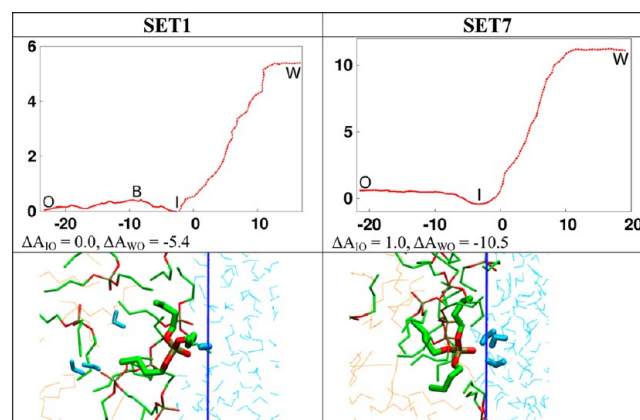 SET1 SET7
6
4
2
0
O B I W
-20 -10 0 10
ΔA_IO = 0.0, ΔA_WO = -5.4
10
5
0
O I W
-20 -10 0 10 20
ΔA_IO = 1.0, ΔA_WO = -10.5